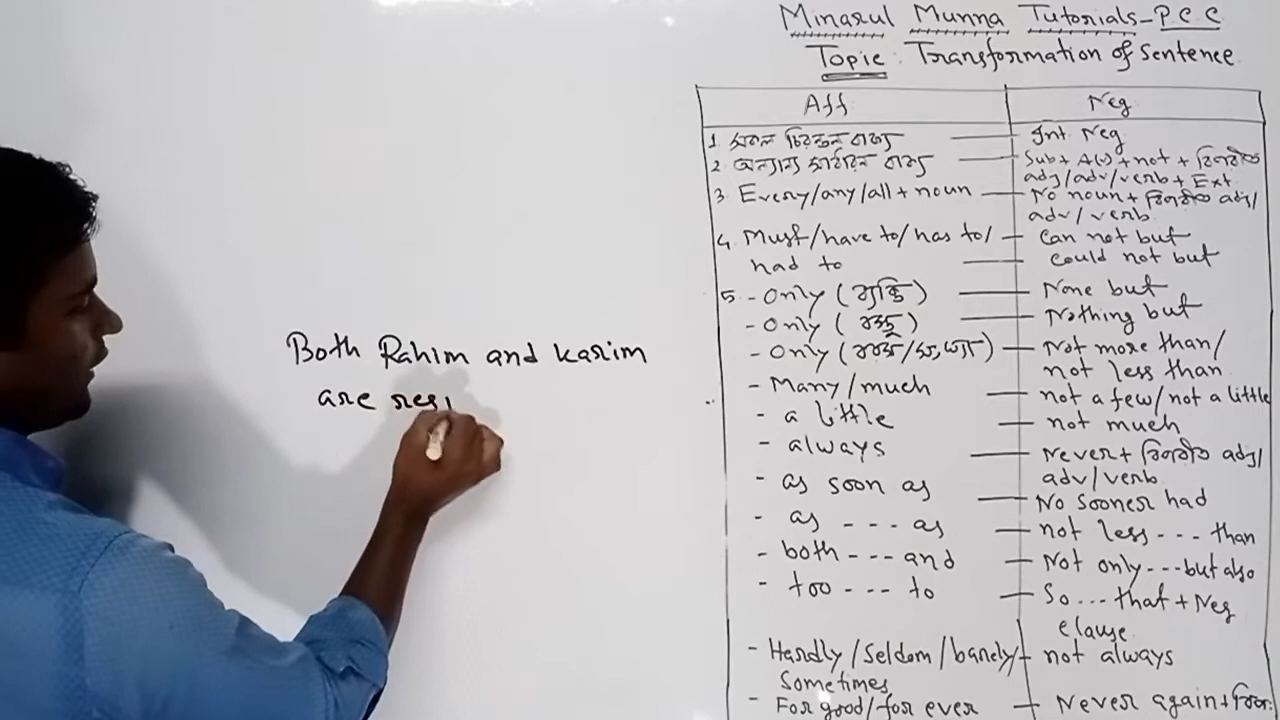 Minarul Munna Tutorials-PCC
Topic: Transformation of Sentence
Aff Neg
1. সকল চিরন্তন বাক্য — Int. Neg
2. অন্যান্য বাক্য — Sub + A(v) + not + বিপরীত
adj/adv/verb + Ext.
3. Every/any/all + noun — No noun + বিপরীত adj/
adv/verb
4. Must/have to/has to/ — Can not but
had to — Could not but
5. - Only (ব্যক্তি) — None but
- Only (বস্তু) — Nothing but
- Only — Not more than/
not less than
- Many/much — not a few/not a little
- a little — not much
- always — Never + বিপরীত adj/
adv/verb
- as soon as — No sooner had
- as --- as — not less --- than
- both --- and — Not only --- but also
- too --- to — So ... that + Neg
clause
- Hardly/Seldom/barely/ — not always
Sometimes
- For good/for ever — Never again +
Both Rahim and Karim
are res